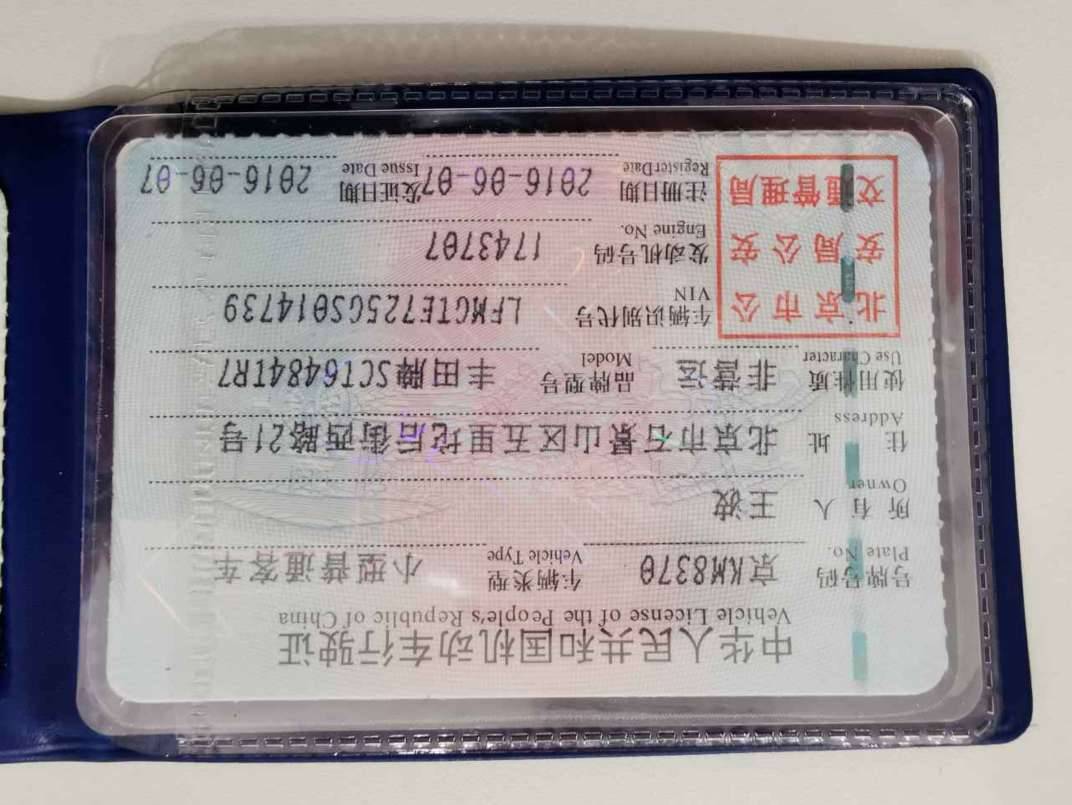 中华人民共和国机动车行驶证
Vehicle License of the People's Republic of China
号牌号码 京KM8370 车辆类型 小型普通客车
Plate No. Vehicle Type
所有人 王波
Owner
住址 北京市石景山区五里坨后街西路21号
Address
使用性质 非营运 品牌型号 丰田牌SCT6484TR7
Use Character Model
北京市公安局公安交通管理局
车辆识别代号 LFMGTE725GS014739
VIN
发动机号码 1743707
Engine No.
注册日期 2016-06-07 发证日期 2016-06-07
Register Date Issue Date